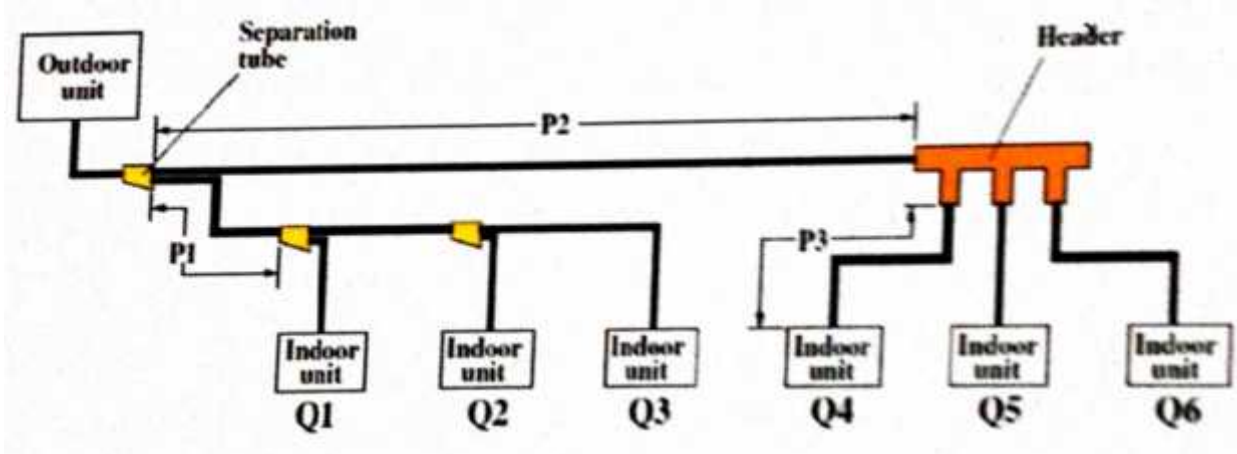 Separation
tube
Header
Outdoor
unit
P2
P1
P3
Indoor
unit
Indoor
unit
Indoor
unit
Indoor
unit
Indoor
unit
Indoor
unit
Q1
Q2
Q3
Q4
Q5
Q6